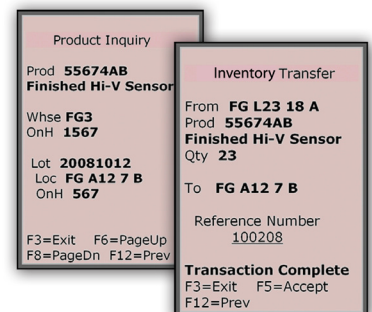 Product Inquiry
Prod 55674AB
Finished Hi-V Sensor
Whse FG3
OnH 1567
Lot 20081012
Loc FG A12 7 B
OnH 567
F3=Exit F6=PageUp
F8=PageDn F12=Prev
Inventory Transfer
From FG L23 18 A
Prod 55674AB
Finished Hi-V Sensor
Qty 23
To FG A12 7 B
Reference Number
100208
Transaction Complete
F3=Exit F5=Accept
F12=Prev